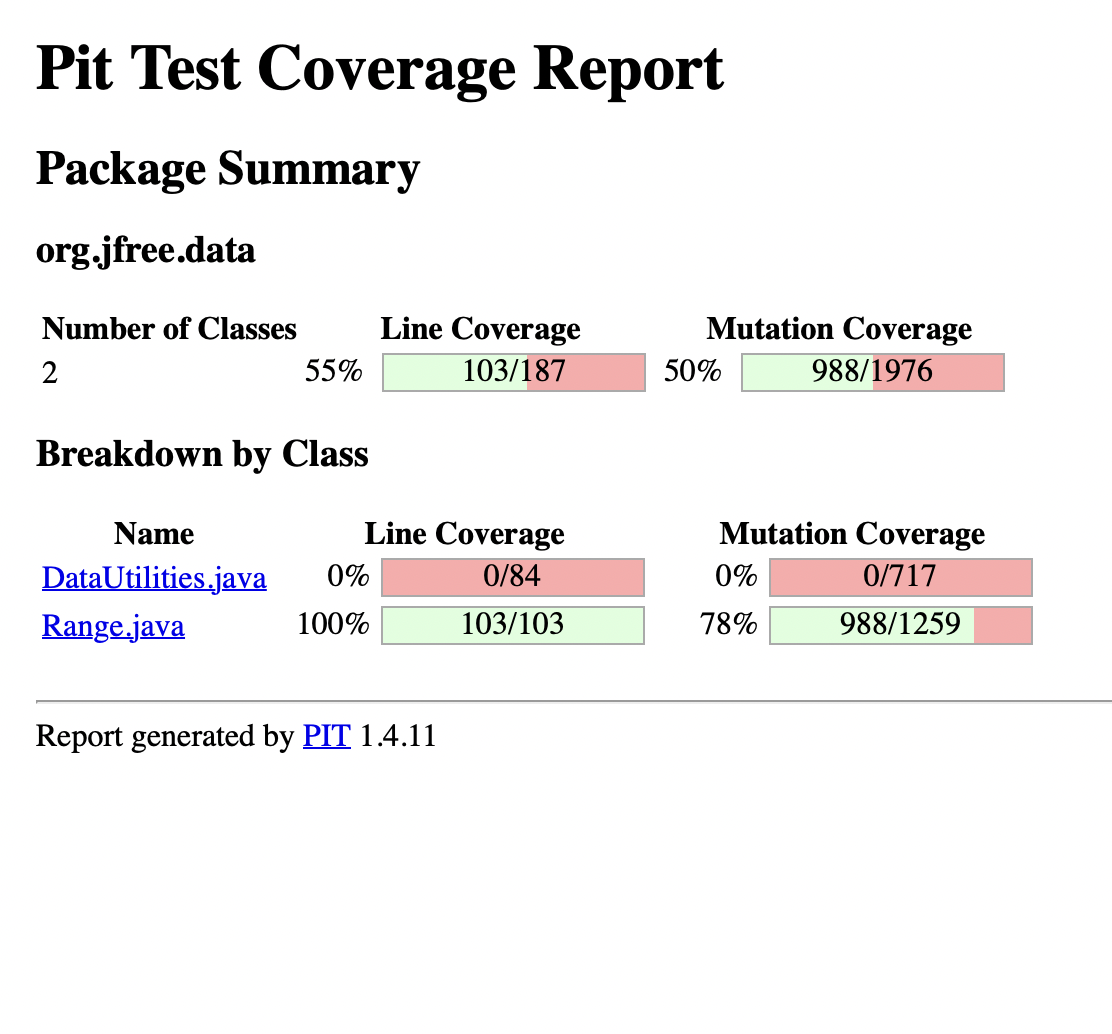 Pit Test Coverage Report
Package Summary
org.jfree.data
Number of Classes Line Coverage Mutation Coverage
2 55% 103/187 50% 988/1976
Breakdown by Class
Name Line Coverage Mutation Coverage
DataUtilities.java 0% 0/84 0% 0/717
Range.java 100% 103/103 78% 988/1259
Report generated by PIT 1.4.11